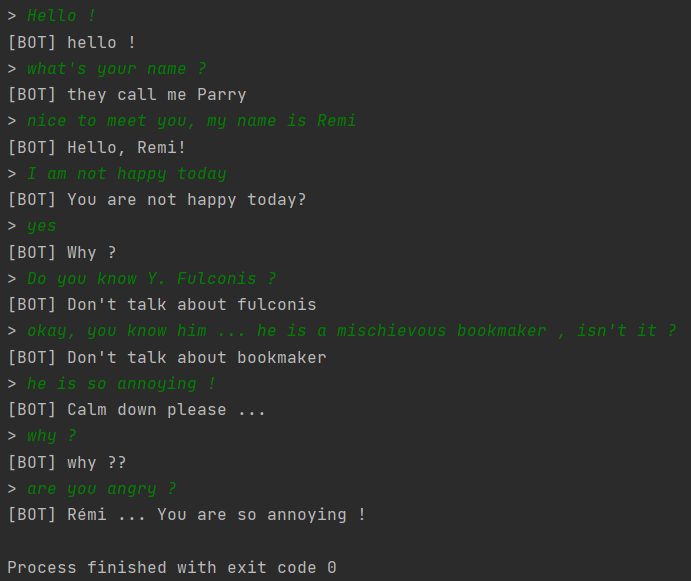 > Hello !
[BOT] hello !
> what's your name ?
[BOT] they call me Parry
> nice to meet you, my name is Remi
[BOT] Hello, Remi!
> I am not happy today
[BOT] You are not happy today?
> yes
[BOT] Why ?
> Do you know Y. Fulconis ?
[BOT] Don't talk about fulconis
> okay, you know him ... he is a mischievous bookmaker , isn't it ?
[BOT] Don't talk about bookmaker
> he is so annoying !
[BOT] Calm down please ...
> why ?
[BOT] why ??
> are you angry ?
[BOT] Rémi ... You are so annoying !
Process finished with exit code 0